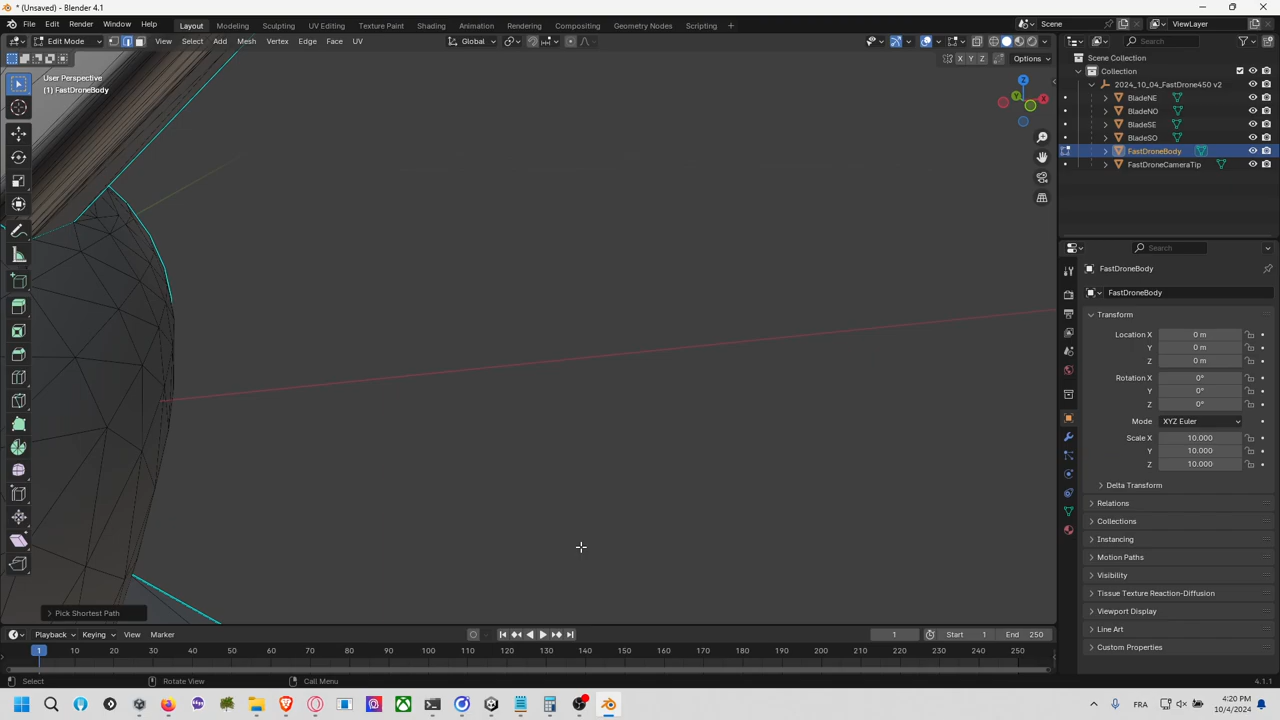 * (Unsaved) - Blender 4.1
File Edit Render Window Help
Layout Modeling Sculpting UV Editing Texture Paint Shading Animation Rendering Compositing Geometry Nodes Scripting +
Scene
ViewLayer
Edit Mode
View Select Add Mesh Vertex Edge Face UV
Global
X Y Z
Options
User Perspective
(1) FastDroneBody
Z
Y
X
Pick Shortest Path
Search
Scene Collection
Collection
2024_10_04_FastDrone450 v2
BladeNE
BladeNO
BladeSE
BladeSO
FastDroneBody
FastDroneCameraTip
Search
FastDroneBody
FastDroneBody
Transform
Location X 0 m
Y 0 m
Z 0 m
Rotation X 0°
Y 0°
Z 0°
Mode XYZ Euler
Scale X 10.000
Y 10.000
Z 10.000
Delta Transform
Relations
Collections
Instancing
Motion Paths
Visibility
Tissue Texture Reaction-Diffusion
Viewport Display
Line Art
Custom Properties
Playback Keying View Marker
1
Start 1
End 250
1 10 20 30 40 50 60 70 80 90 100 110 120 130 140 150 160 170 180 190 200 210 220 230 240 250
Select Rotate View Call Menu
4.1.1
FRA
4:20 PM
10/4/2024